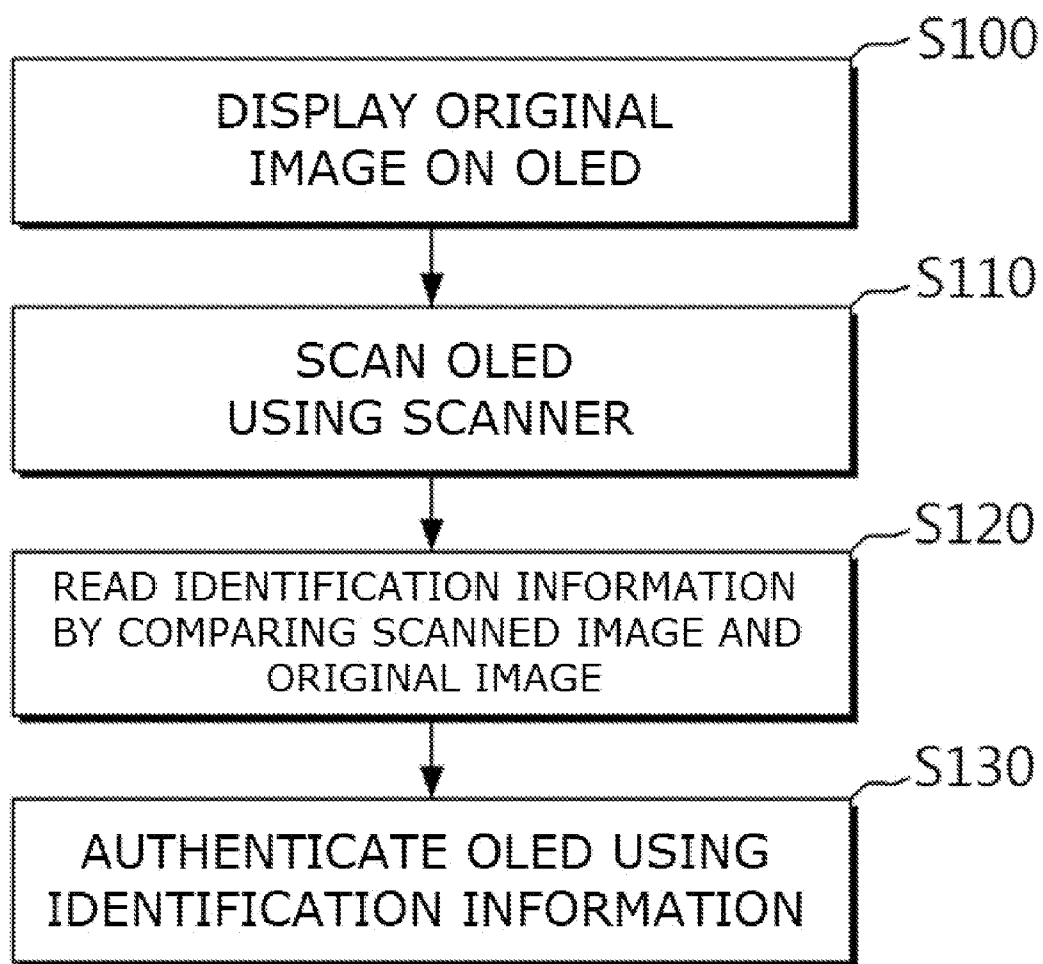 S100
DISPLAY ORIGINAL
IMAGE ON OLED
S110
SCAN OLED
USING SCANNER
S120
READ IDENTIFICATION INFORMATION
BY COMPARING SCANNED IMAGE AND
ORIGINAL IMAGE
S130
AUTHENTICATE OLED USING
IDENTIFICATION INFORMATION